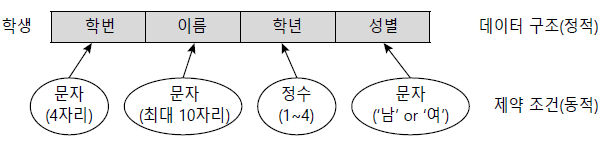 학생 학번 이름 학년 성별 데이터 구조(정적)
문자 문자 정수 문자
(4자리) (최대 10자리) (1~4) (‘남’ or ‘여’) 제약 조건(동적)